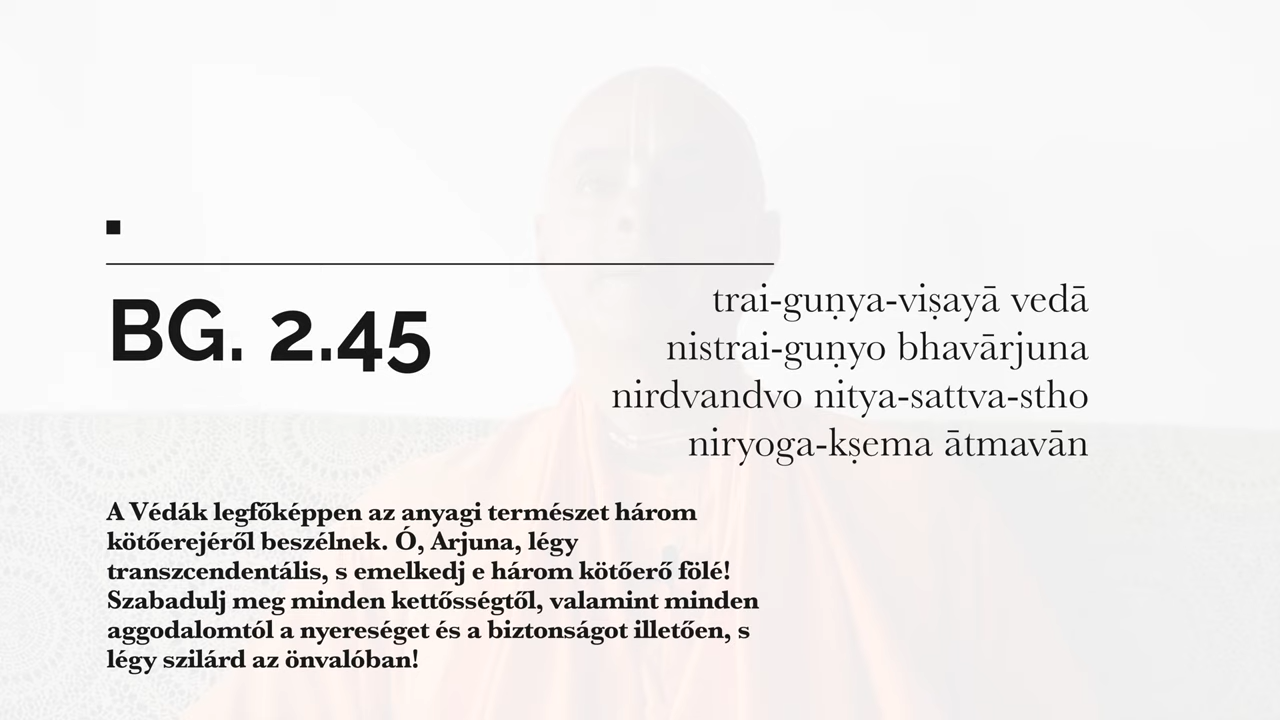 BG. 2.45
trai-guṇya-viṣayā vedā
nistrai-guṇyo bhavārjuna
nirdvandvo nitya-sattva-stho
niryoga-kṣema ātmavān
A Védák legfőképpen az anyagi természet három
kötőerejéről beszélnek. Ó, Arjuna, légy
transzcendentális, s emelkedj e három kötőerő fölé!
Szabadulj meg minden kettősségtől, valamint minden
aggodalomtól a nyereséget és a biztonságot illetően, s
légy szilárd az önvalóban!